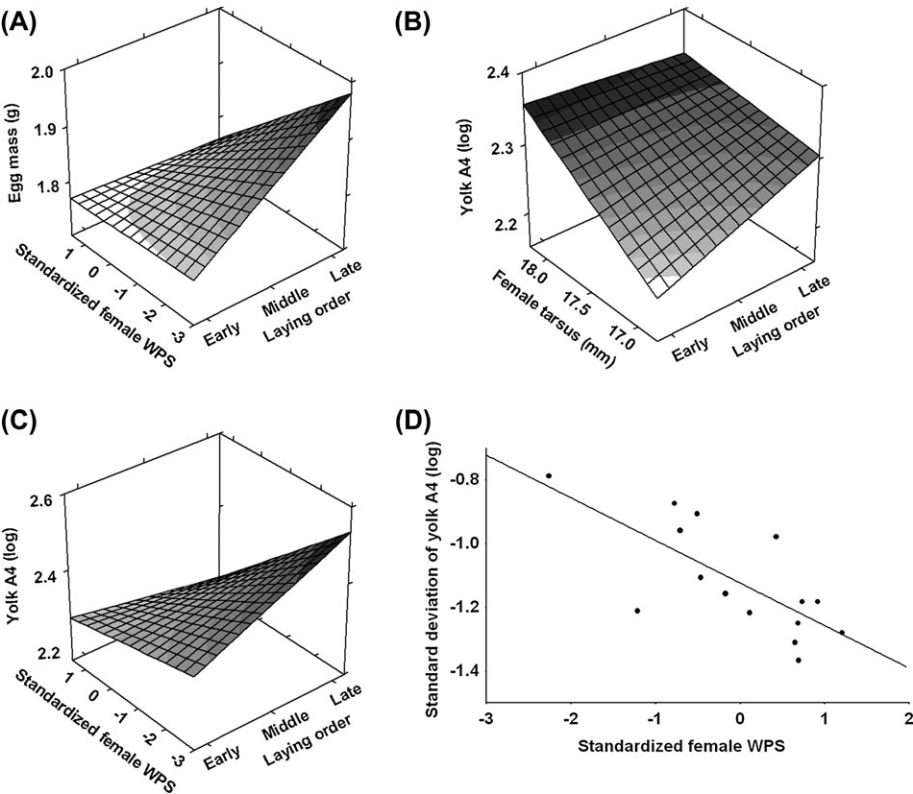 (A)
2.0
1.9
1.8
Egg mass (g)
1
0
-1
-2
-3
Standardized female WPS
Early
Middle
Late
Laying order
(B)
2.4
2.3
2.2
Yolk A4 (log)
18.0
17.5
17.0
Female tarsus (mm)
Early
Middle
Late
Laying order
(C)
2.6
2.4
2.2
Yolk A4 (log)
1
0
-1
-2
-3
Standardized female WPS
Early
Middle
Late
Laying order
(D)
-0.8
-1.0
-1.2
-1.4
Standard deviation of yolk A4 (log)
-3
-2
-1
0
1
2
Standardized female WPS